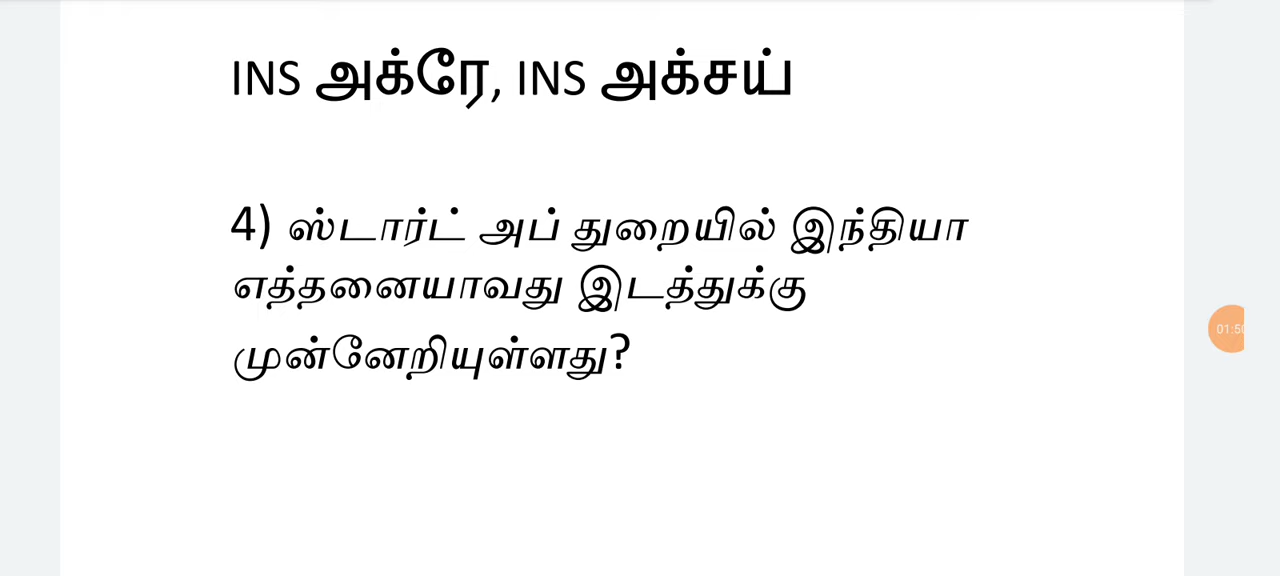 INS அக்ரே, INS அக்சய்
4) ஸ்டார்ட் அப் துறையில் இந்தியா
எத்தனையாவது இடத்துக்கு
முன்னேறியுள்ளது?